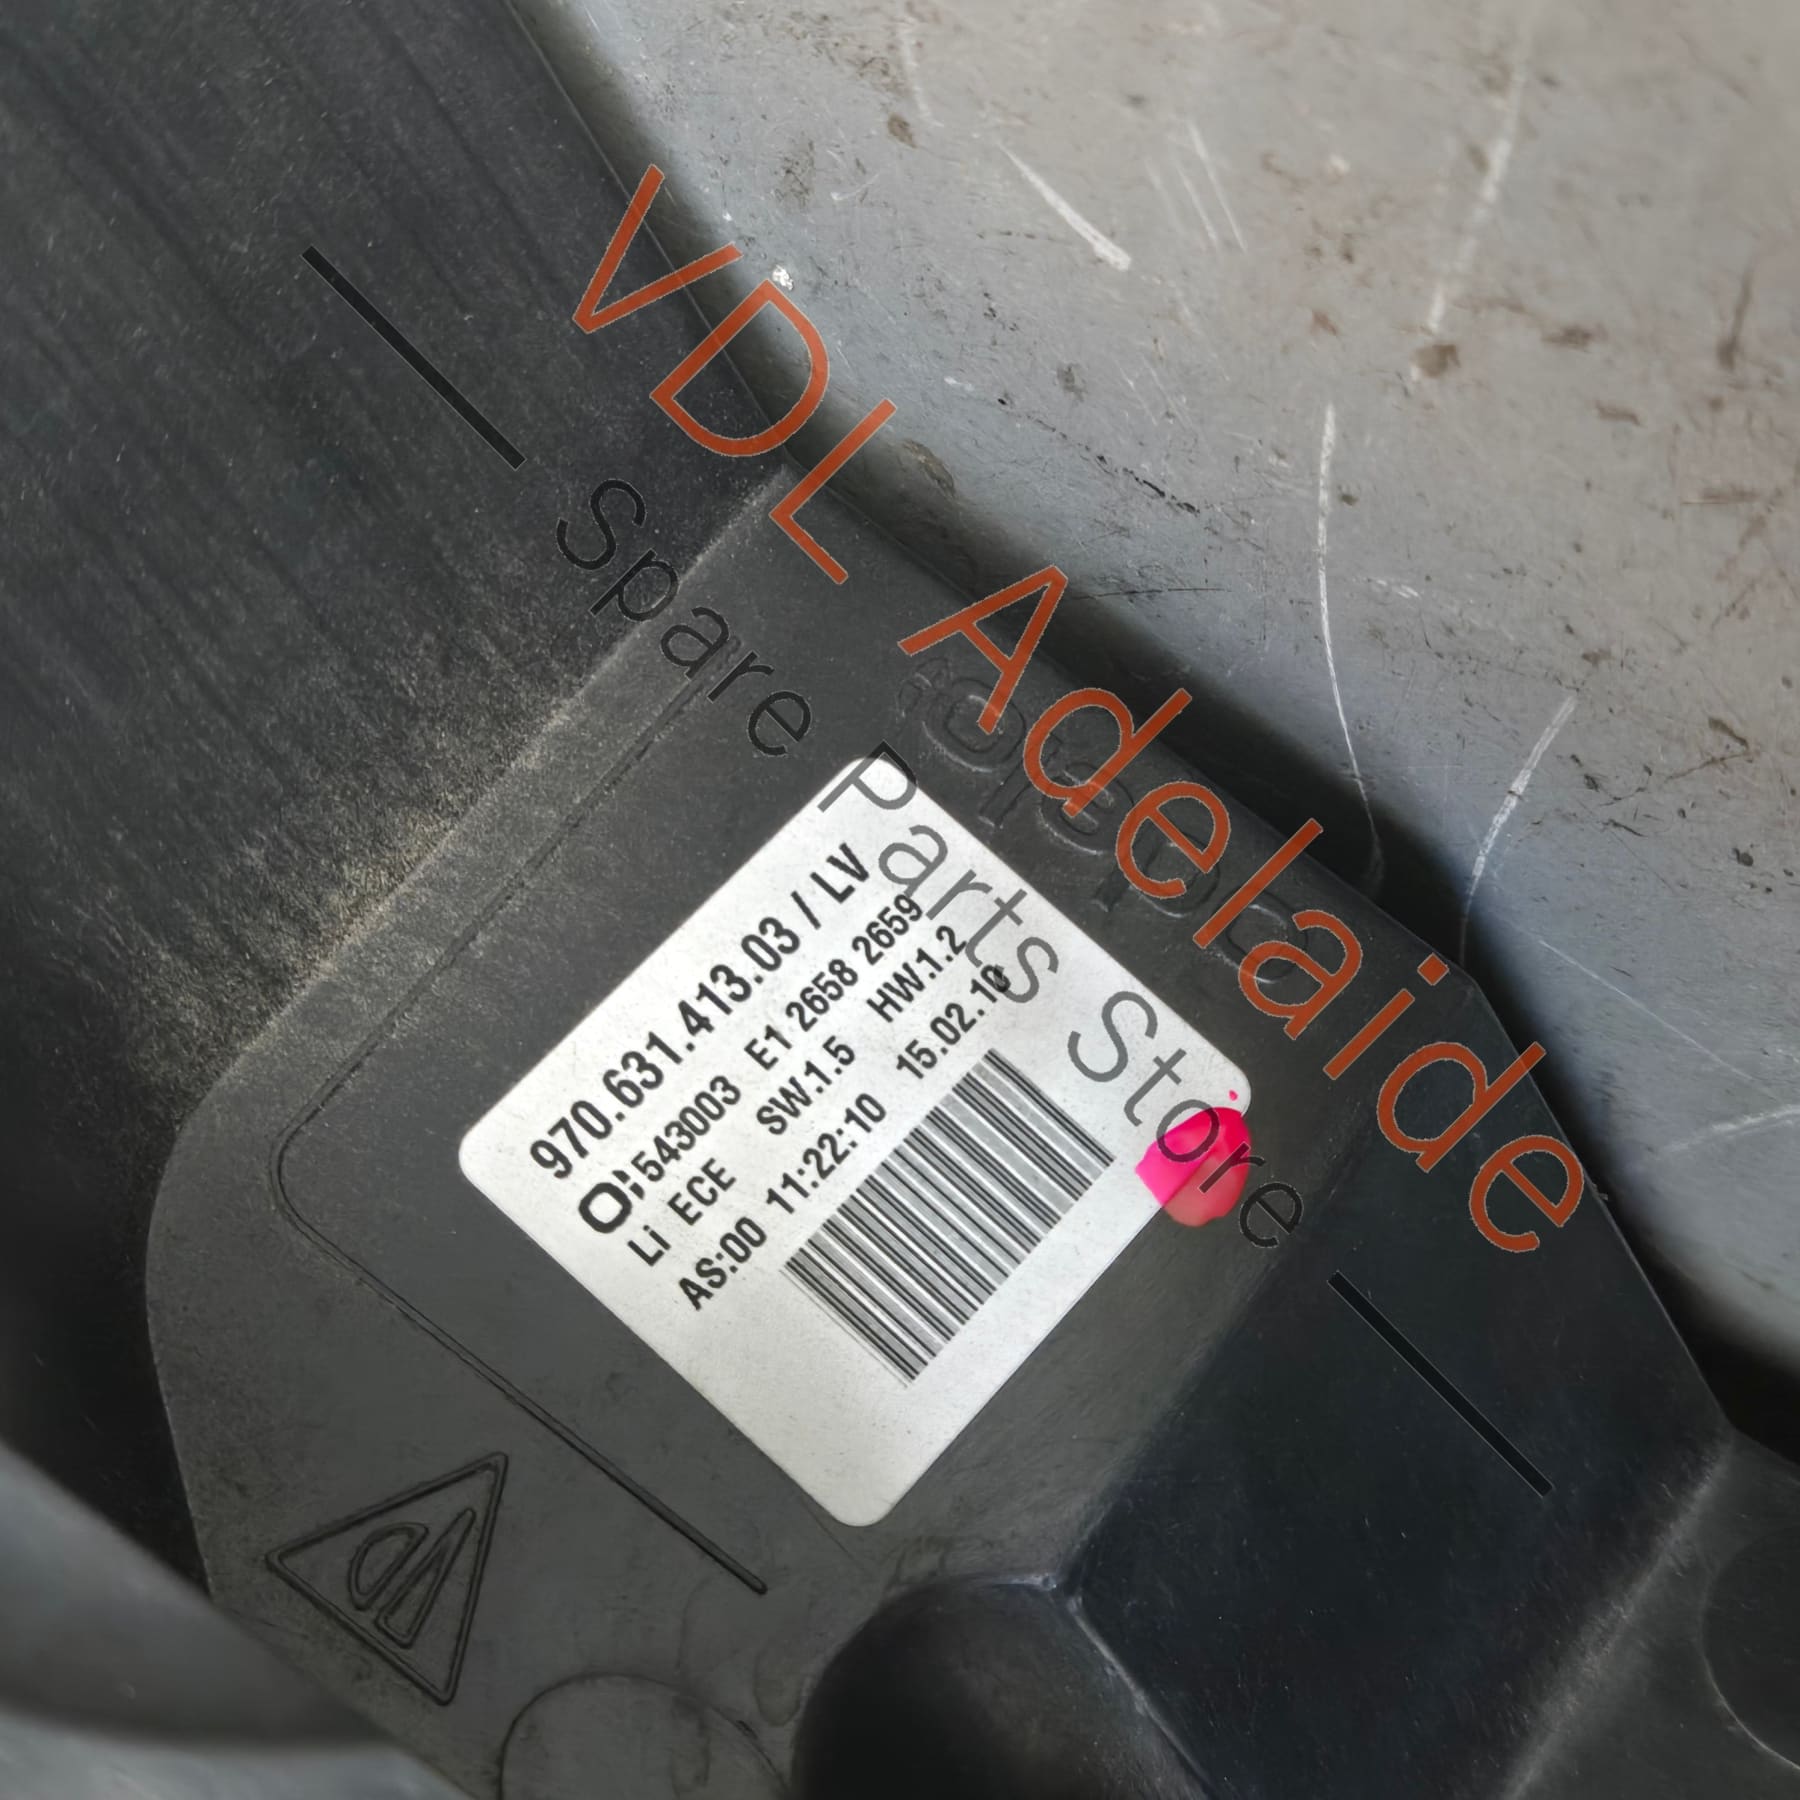 VDL Adelaide
Spare Parts Store
970.631.413.03 / LV
543003 E1 2658 2659
Li ECE SW:1.5 HW:1.2
AS:00 11:22:10 15.02.10